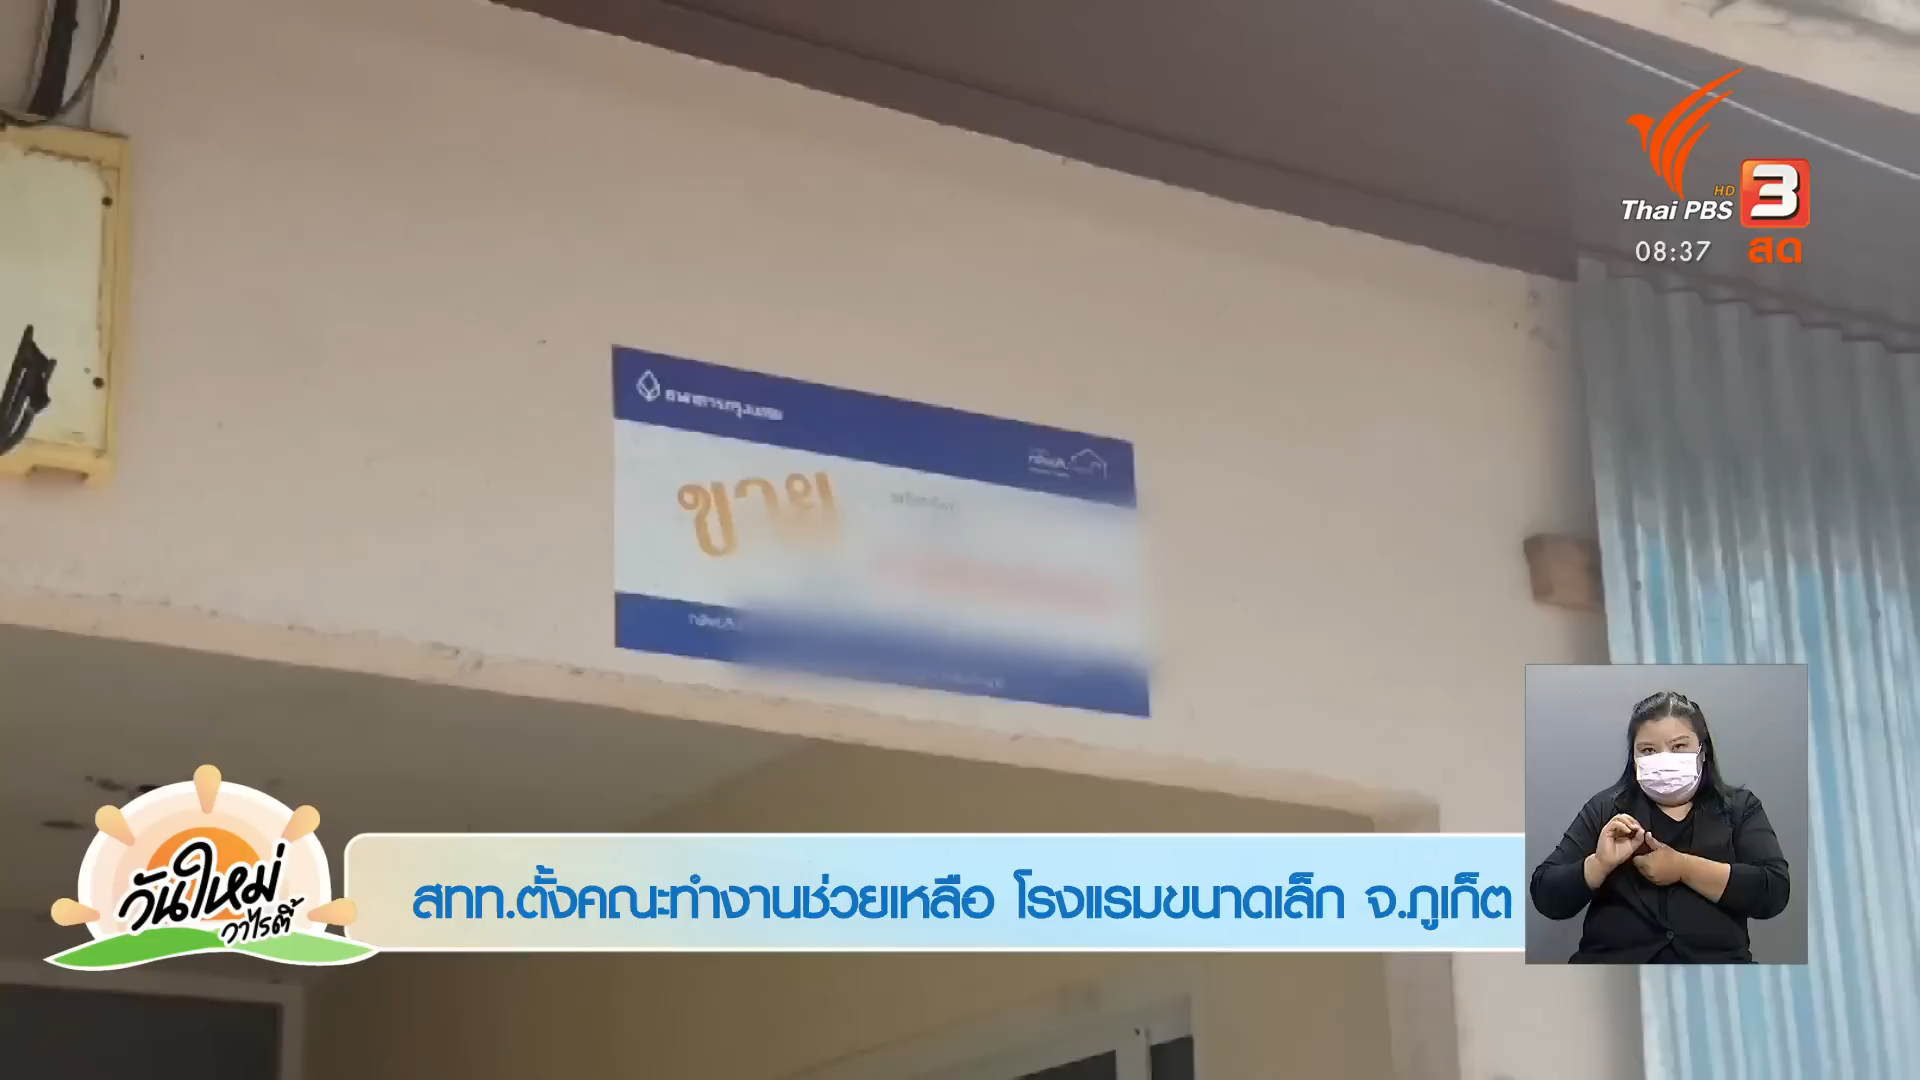 HD
Thai PBS 3
08:37 สด
ธนาคารกรุงเทพ
ขาย
วันใหม่
วาไรตี้
สทท.ตั้งคณะทำงานช่วยเหลือ โรงแรมขนาดเล็ก จ.ภูเก็ต